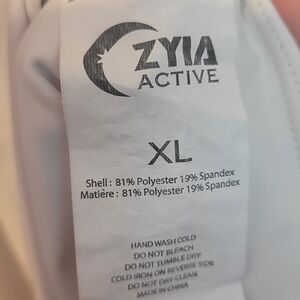 ZYIA
ACTIVE
XL
Shell : 81% Polyester 19% Spandex
Matière : 81% Polyester 19% Spandex
HAND WASH COLD
DO NOT BLEACH
DO NOT TUMBLE DRY
COLD IRON ON REVERSE SIDE
DO NOT DRY CLEAN
MADE IN CHINA